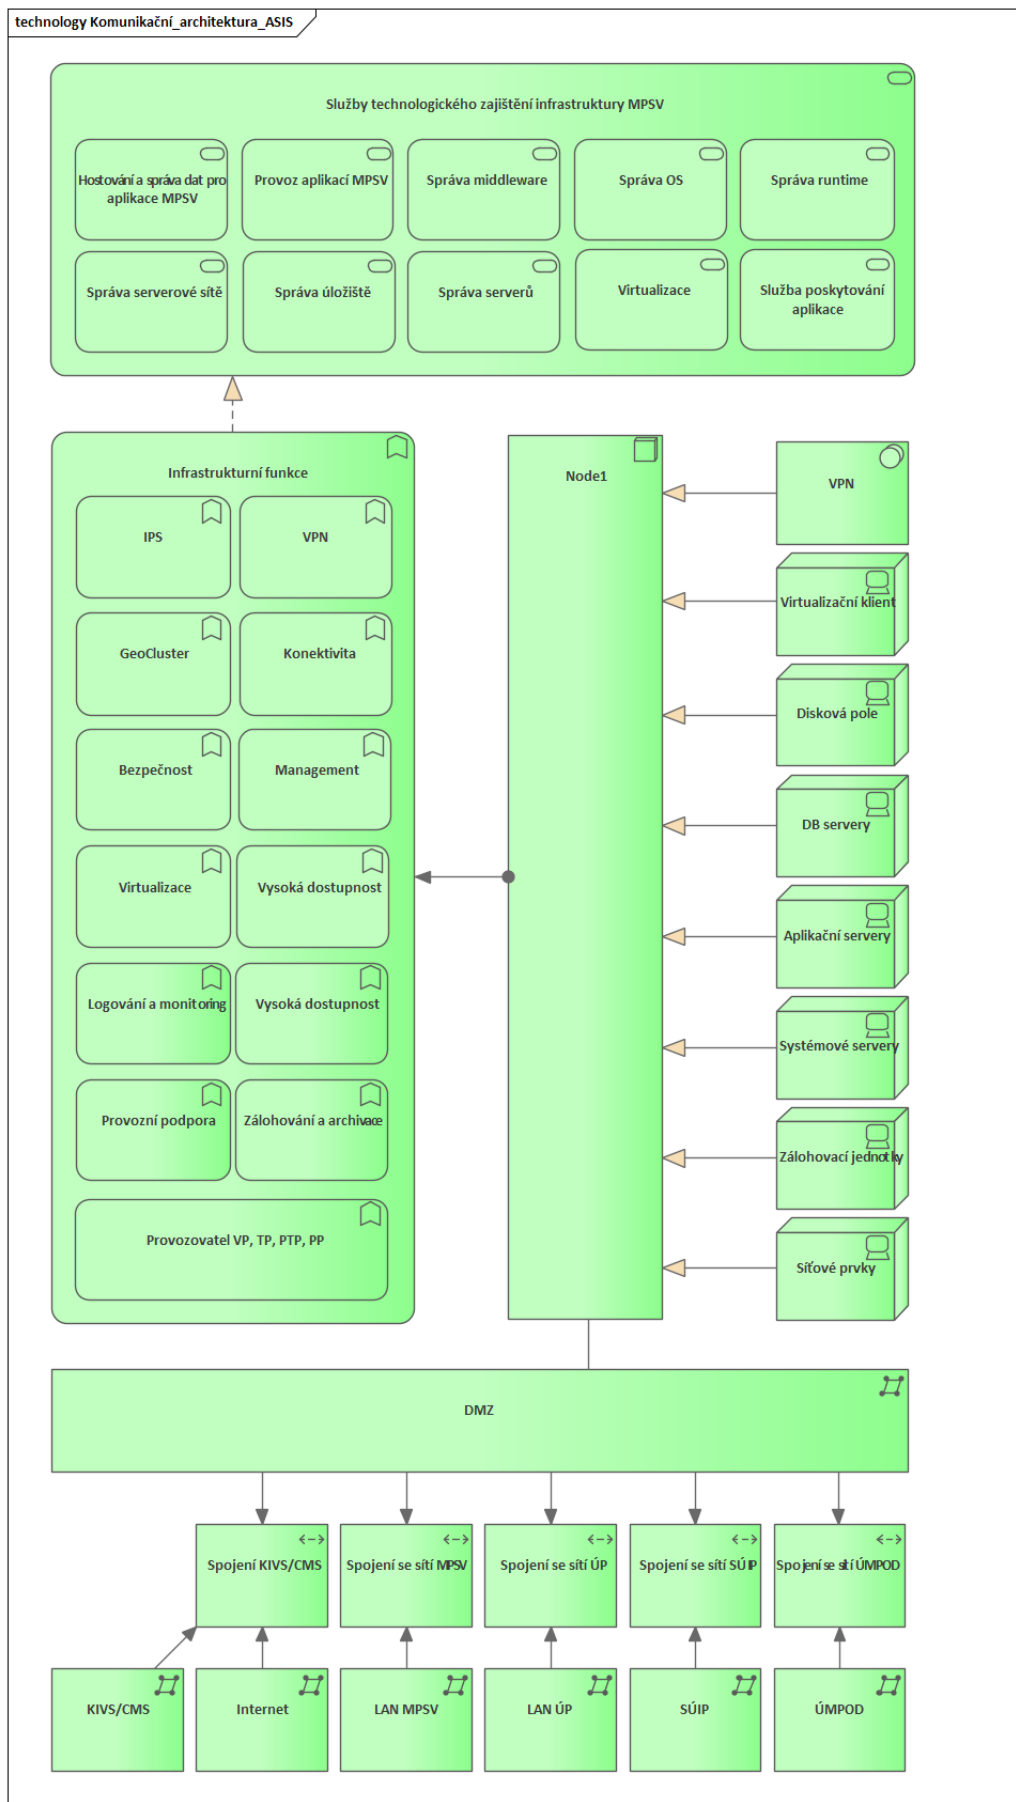 technology Komunikační_architektura_ASIS
Služby technologického zajištění infrastruktury MPSV
Hostování a správa dat pro
aplikace MPSV
Provoz aplikací MPSV
Správa middleware
Správa OS
Správa runtime
Správa serverové sítě
Správa úložiště
Správa serverů
Virtualizace
Služba poskytování
aplikace
Infrastrukturní funkce
IPS
VPN
GeoCluster
Konektivita
Bezpečnost
Management
Virtualizace
Vysoká dostupnost
Logování a monitoring
Vysoká dostupnost
Provozní podpora
Zálohování a archivace
Provozovatel VP, TP, PTP, PP
Node1
VPN
Virtualizační klient
Disková pole
DB servery
Aplikační servery
Systémové servery
Zálohovací jednotky
Síťové prvky
DMZ
Spojení KIVS/CMS
Spojení se sítí MPSV
Spojení se sítí ÚP
Spojení se sítí SÚIP
Spojení se sítí ÚMPOD
KIVS/CMS
Internet
LAN MPSV
LAN ÚP
SÚIP
ÚMPOD